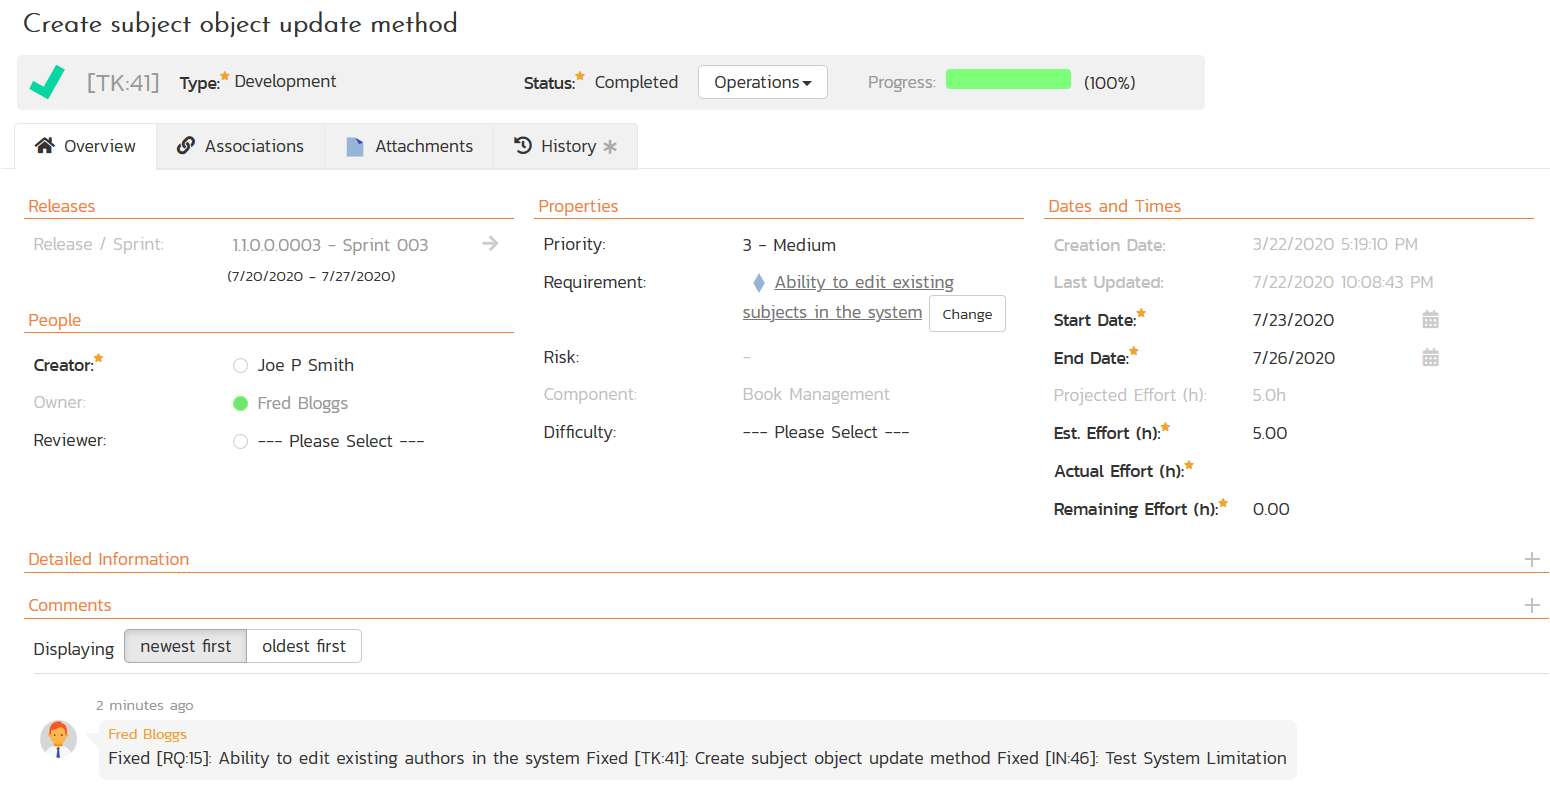 Create subject object update method
[TK:41] Type: Development Status: Completed Operations Progress: (100%)
Overview Associations Attachments History
Releases
Release / Sprint: 1.1.0.0.0003 - Sprint 003
(7/20/2020 - 7/27/2020)
People
Creator: Joe P Smith
Owner: Fred Bloggs
Reviewer: --- Please Select ---
Properties
Priority: 3 - Medium
Requirement: Ability to edit existing
subjects in the system Change
Risk: -
Component: Book Management
Difficulty: --- Please Select ---
Dates and Times
Creation Date: 3/22/2020 5:19:10 PM
Last Updated: 7/22/2020 10:08:43 PM
Start Date: 7/23/2020
End Date: 7/26/2020
Projected Effort (h): 5.0h
Est. Effort (h): 5.00
Actual Effort (h):
Remaining Effort (h): 0.00
Detailed Information
Comments
Displaying newest first oldest first
2 minutes ago
Fred Bloggs
Fixed [RQ:15]: Ability to edit existing authors in the system Fixed [TK:41]: Create subject object update method Fixed [IN:46]: Test System Limitation